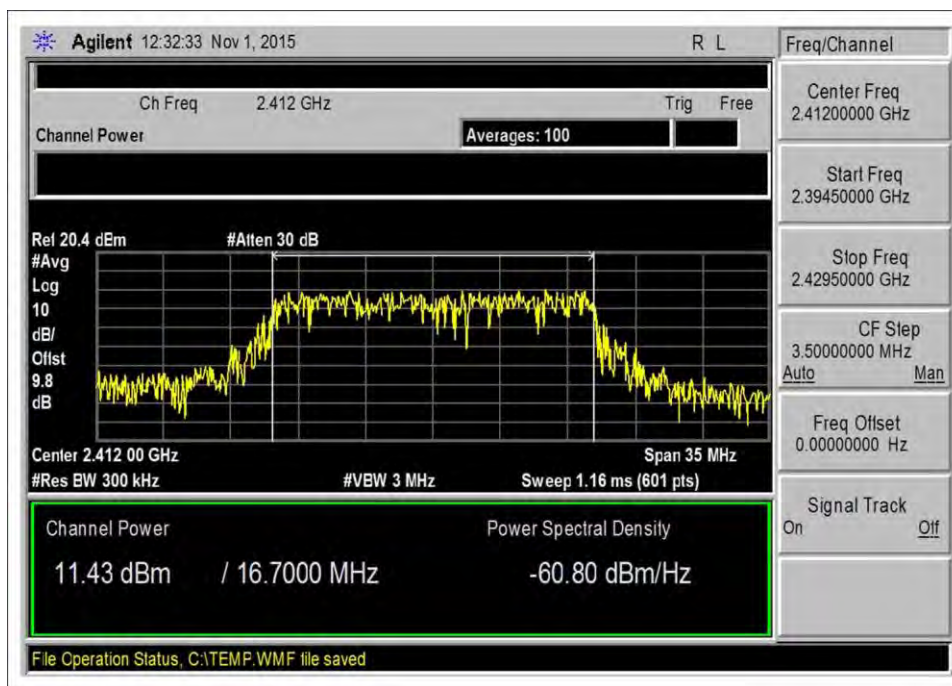 Agilent 12:32:33 Nov 1, 2015 R L
Freq/Channel
Ch Freq 2.412 GHz Trig Free
Channel Power Averages: 100
Center Freq
2.41200000 GHz
Start Freq
2.39450000 GHz
Stop Freq
2.42950000 GHz
CF Step
3.50000000 MHz
Auto Man
Freq Offset
0.00000000 Hz
Signal Track
On Off
Ref 20.4 dBm #Atten 30 dB
#Avg
Log
10
dB/
Offst
9.8
dB
Center 2.412 00 GHz Span 35 MHz
#Res BW 300 kHz #VBW 3 MHz Sweep 1.16 ms (601 pts)
Channel Power Power Spectral Density
11.43 dBm / 16.7000 MHz -60.80 dBm/Hz
File Operation Status, C:\TEMP.WMF file saved